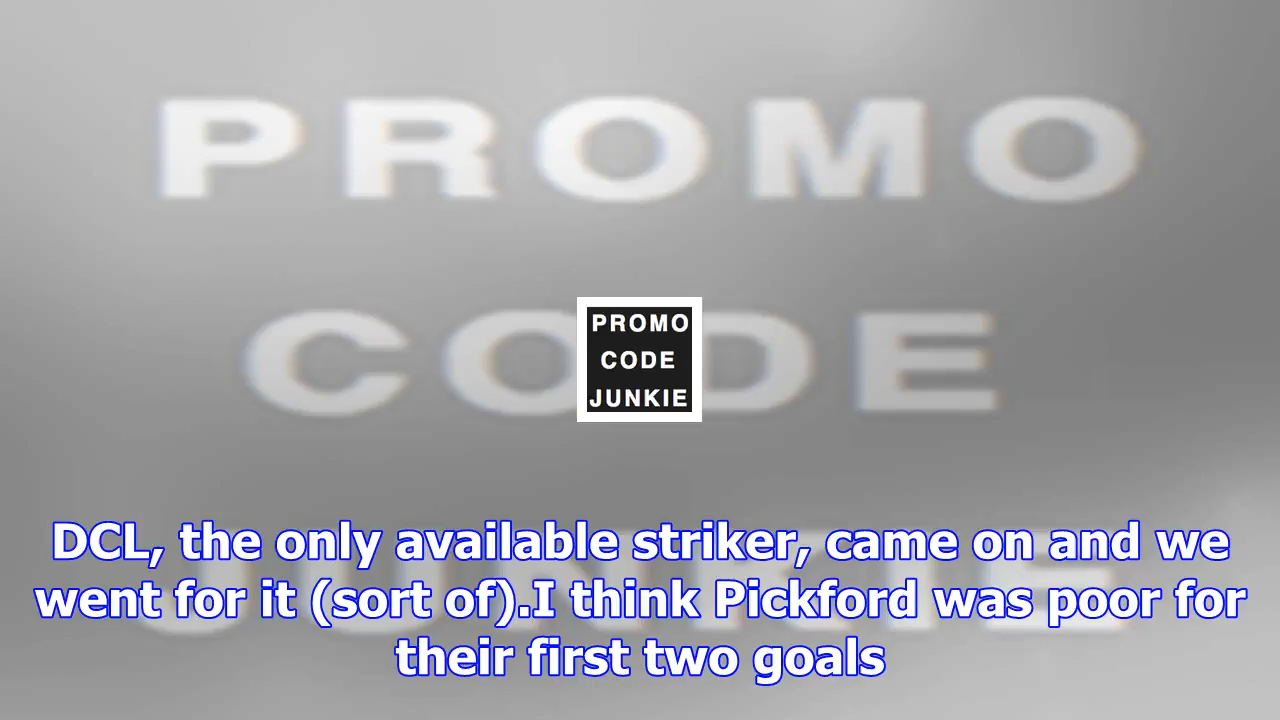 PROMO
CODE
JUNKIE
PROMO
CODE
JUNKIE
DCL, the only available striker, came on and we
went for it (sort of).I think Pickford was poor for
their first two goals